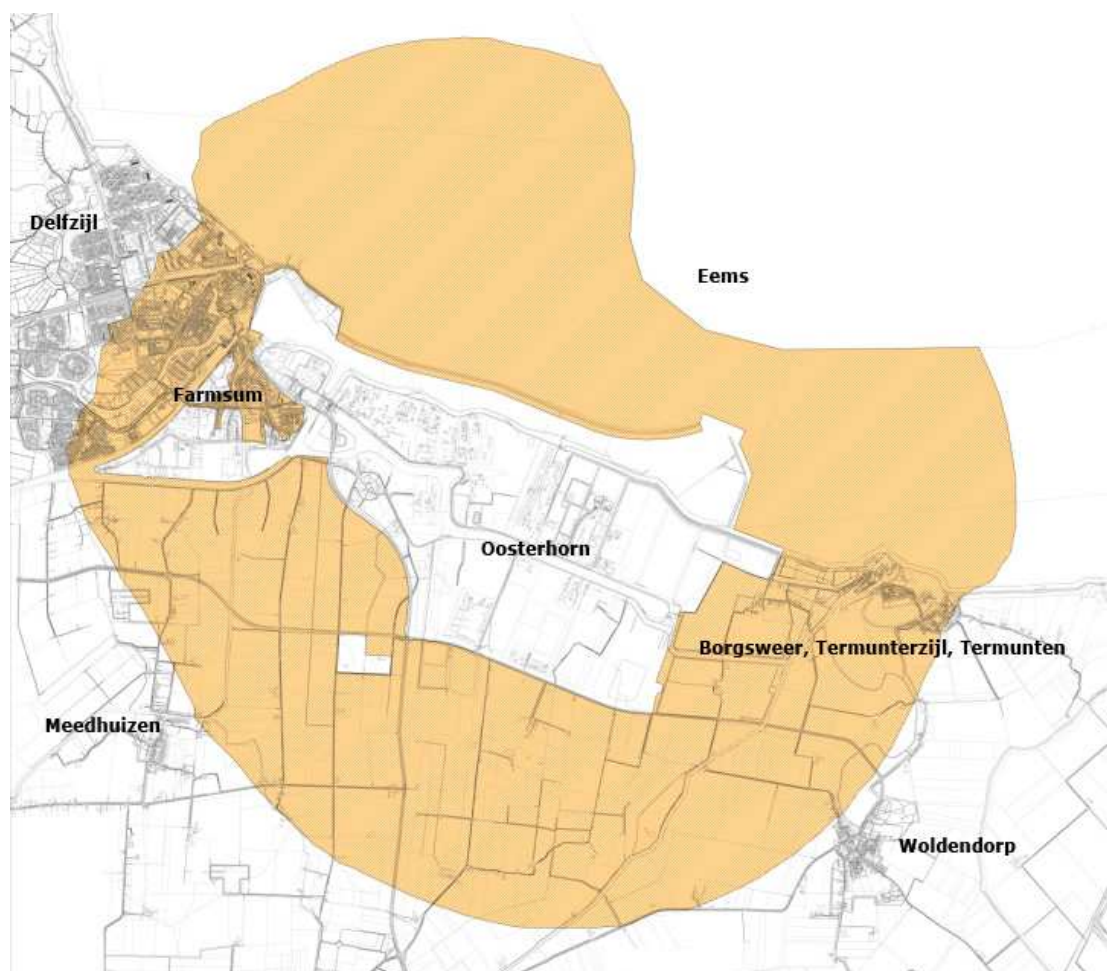 Delfzijl
Eems
Farmsum
Oosterhorn
Borgsweer, Termunterzijl, Termunten
Meedhuizen
Woldendorp